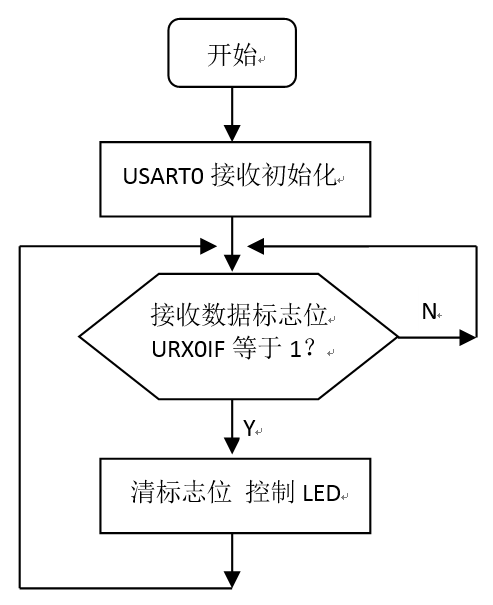 开始
USART0 接收初始化
接收数据标志位
URX0IF 等于 1？
N
Y
清标志位 控制 LED